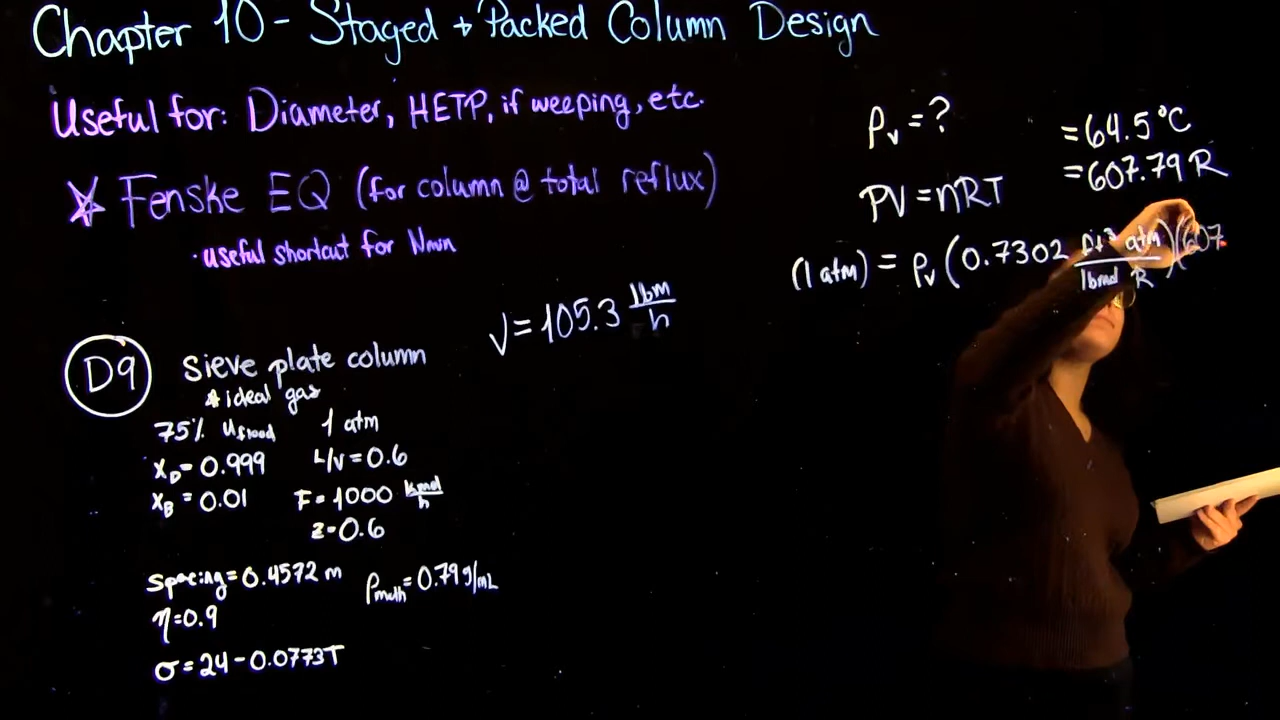 Chapter 10 - Staged + Packed Column Design
Useful for: Diameter, HETP, if weeping, etc.
☆ Fenske EQ (for column @ total reflux)
· useful shortcut for Nmin
D9 Sieve plate column
* ideal gas
75% uflood 1 atm
xD = 0.999 L/V = 0.6
xB = 0.01 F = 1000 kmol/h
z = 0.6
Spacing = 0.4572 m ρmeth = 0.79 g/mL
η = 0.9
σ = 24 - 0.0773T
V = 105.3 lbm/h
ρv = ? = 64.5 °C
PV = nRT = 607.79 R
(1 atm) = ρv (0.7302 ft³ atm / lbmol R)(607